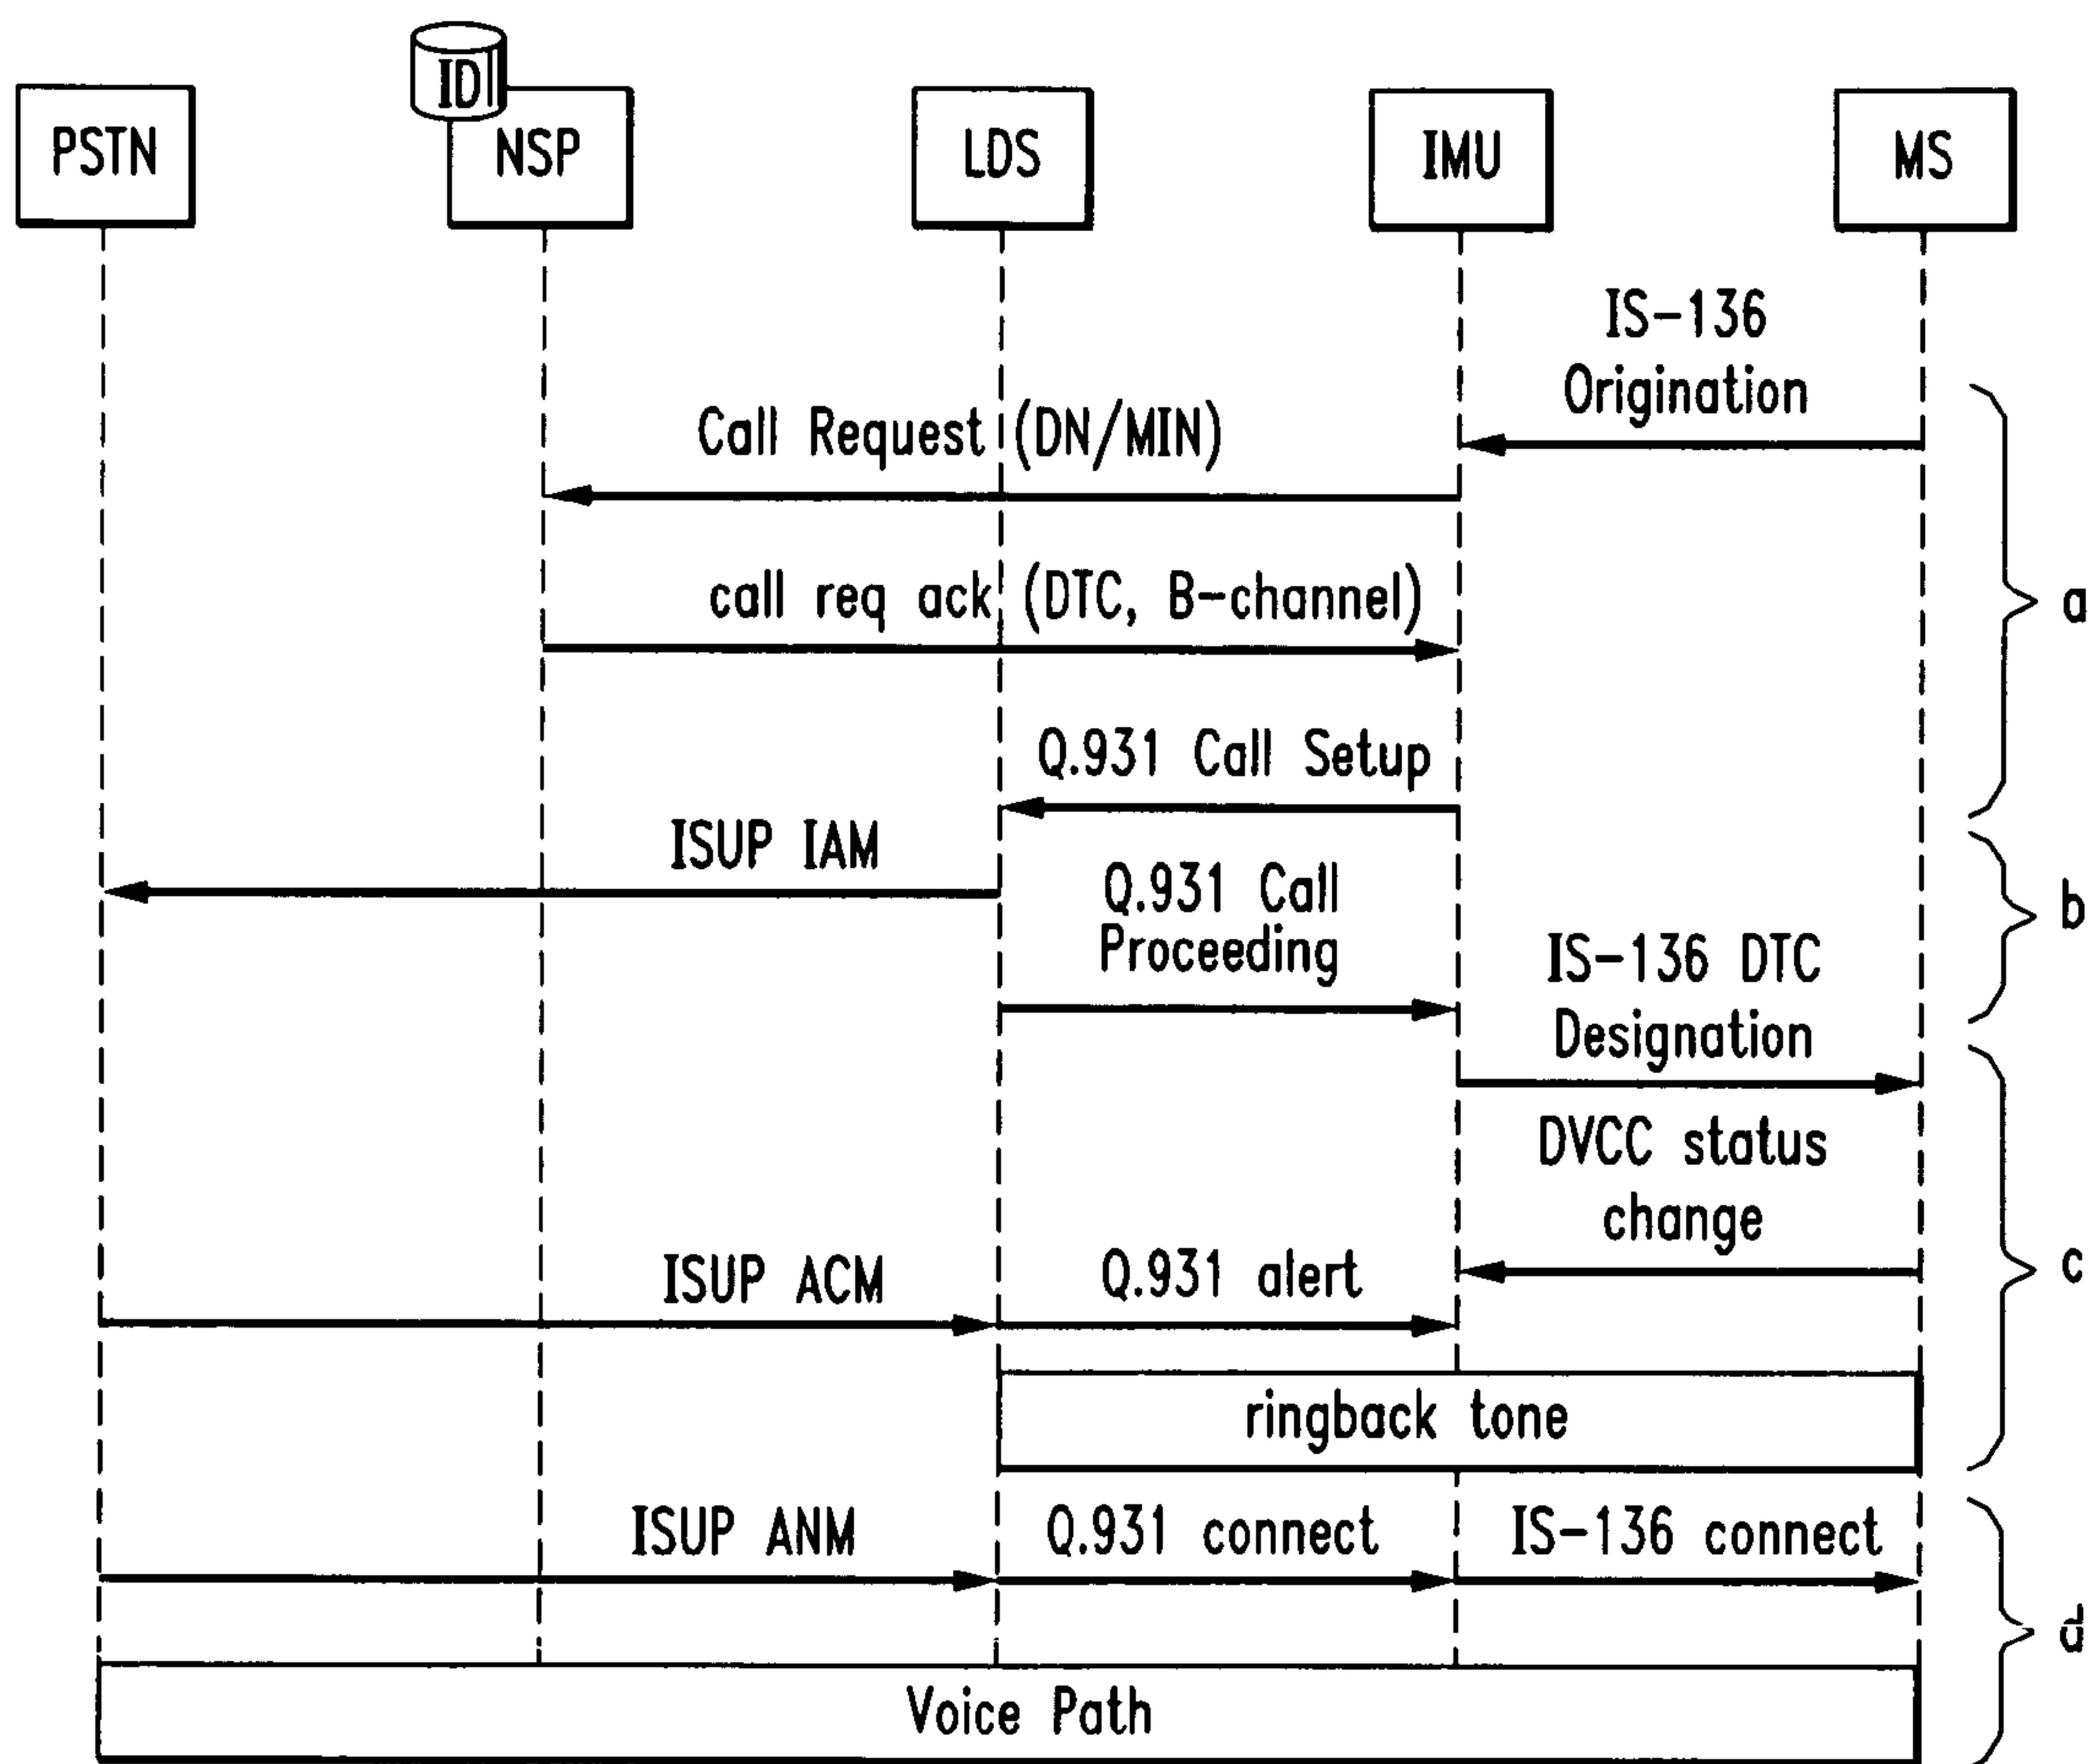 ID
PSTN
NSP
LDS
IMU
MS
IS-136
Origination
Call Request (DN/MIN)
call req ack (DTC, B-channel)
a
Q.931 Call Setup
ISUP IAM
Q.931 Call
Proceeding
b
IS-136 DTC
Designation
DVCC status
change
c
ISUP ACM
Q.931 alert
ringback tone
ISUP ANM
Q.931 connect
IS-136 connect
d
Voice Path